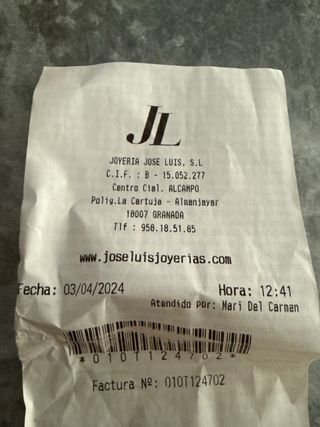 JL
JOYERIA JOSE LUIS, S.L
C.I.F. : B - 15.052.277
Centro Cial. ALCAMPO
Polig.La Cartuja - Almanjayar
18007 GRANADA
Tlf : 958.18.51.85
www.joseluisjoyerias.com
Fecha: 03/04/2024 Hora: 12:41
Atendido por: Mari Del Carmen
*010T124702*
Factura Nº: 010T124702